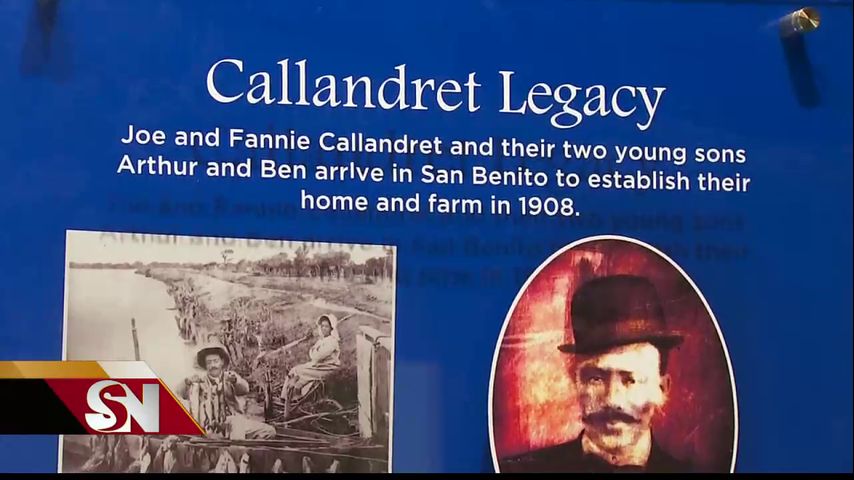 Callandret Legacy
Joe and Fannie Callandret and their two young sons
Arthur and Ben arrIve in San Benito to establish their
home and farm in 1908.
SN